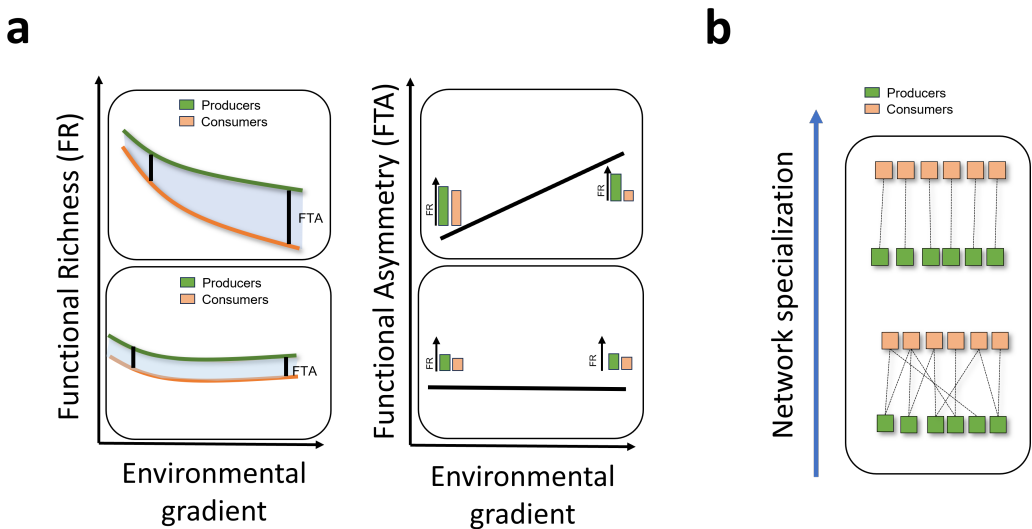 a
Functional Richness (FR)
Producers
Consumers
FTA
Producers
Consumers
FTA
Environmental
gradient
Functional Asymmetry (FTA)
FR
FR
FR
FR
Environmental
gradient
b
Producers
Consumers
Network specialization